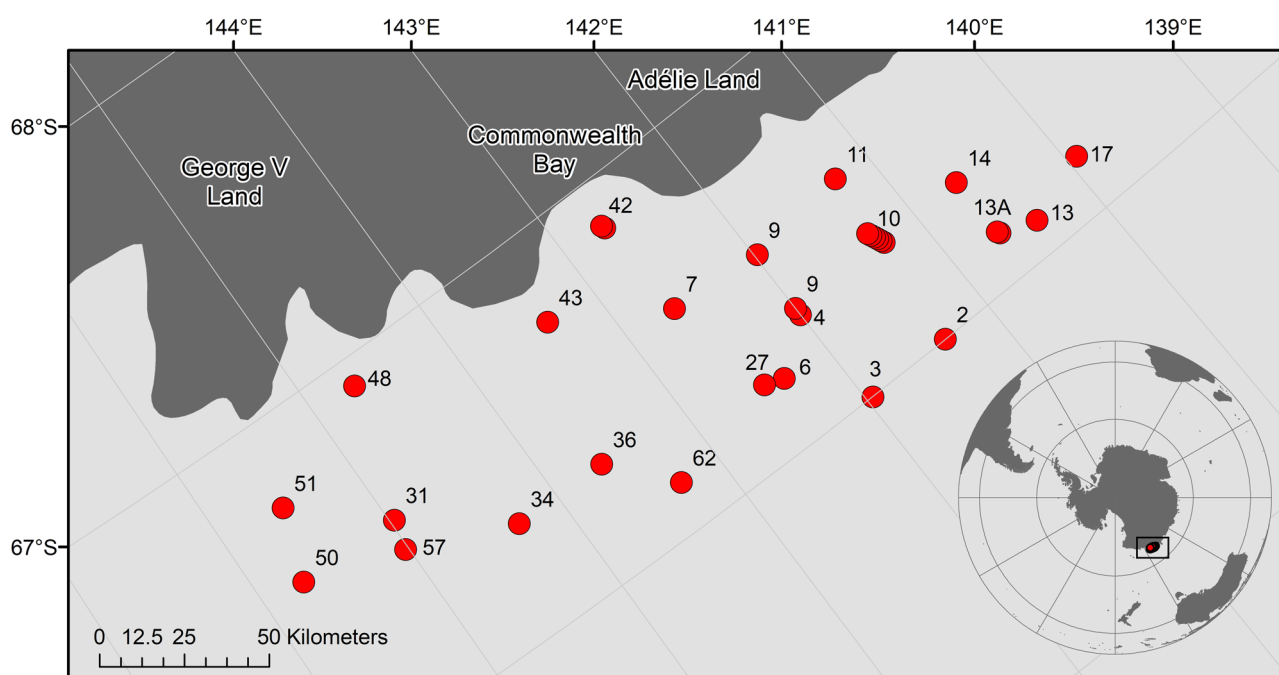 144°E 143°E 142°E 141°E 140°E 139°E
Adélie Land
68°S
Commonwealth
Bay
George V
Land
11
14
17
42
10
13A
13
9
7
43
9
4
2
27
6
3
48
36
62
51
31
34
57
67°S
50
0 12.5 25 50 Kilometers